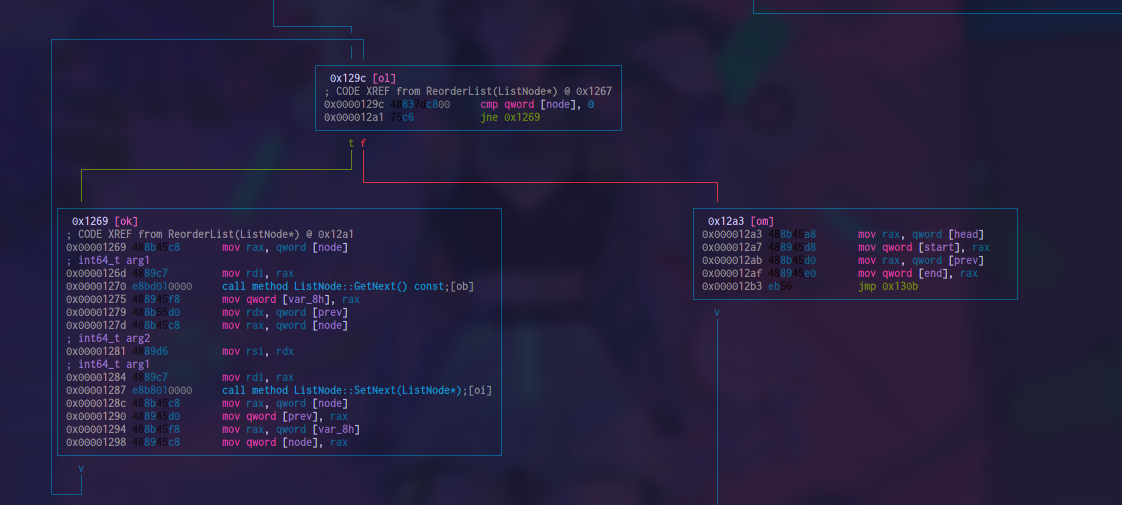 0x129c [ol]
; CODE XREF from ReorderList(ListNode*) @ 0x1267
0x0000129c 48837dc800 cmp qword [node], 0
0x000012a1 75c6 jne 0x1269
t f
0x1269 [ok]
; CODE XREF from ReorderList(ListNode*) @ 0x12a1
0x00001269 488b45c8 mov rax, qword [node]
; int64_t arg1
0x0000126d 4889c7 mov rdi, rax
0x00001270 e8bd010000 call method ListNode::GetNext() const;[ob]
0x00001275 488945f8 mov qword [var_8h], rax
0x00001279 488b55d0 mov rdx, qword [prev]
0x0000127d 488b45c8 mov rax, qword [node]
; int64_t arg2
0x00001281 4889d6 mov rsi, rdx
; int64_t arg1
0x00001284 4889c7 mov rdi, rax
0x00001287 e8b8010000 call method ListNode::SetNext(ListNode*);[oi]
0x0000128c 488b45c8 mov rax, qword [node]
0x00001290 488945d0 mov qword [prev], rax
0x00001294 488b45f8 mov rax, qword [var_8h]
0x00001298 488945c8 mov qword [node], rax
v
0x12a3 [om]
0x000012a3 488b45a8 mov rax, qword [head]
0x000012a7 488945d8 mov qword [start], rax
0x000012ab 488b45d0 mov rax, qword [prev]
0x000012af 488945e0 mov qword [end], rax
0x000012b3 eb56 jmp 0x130b
v